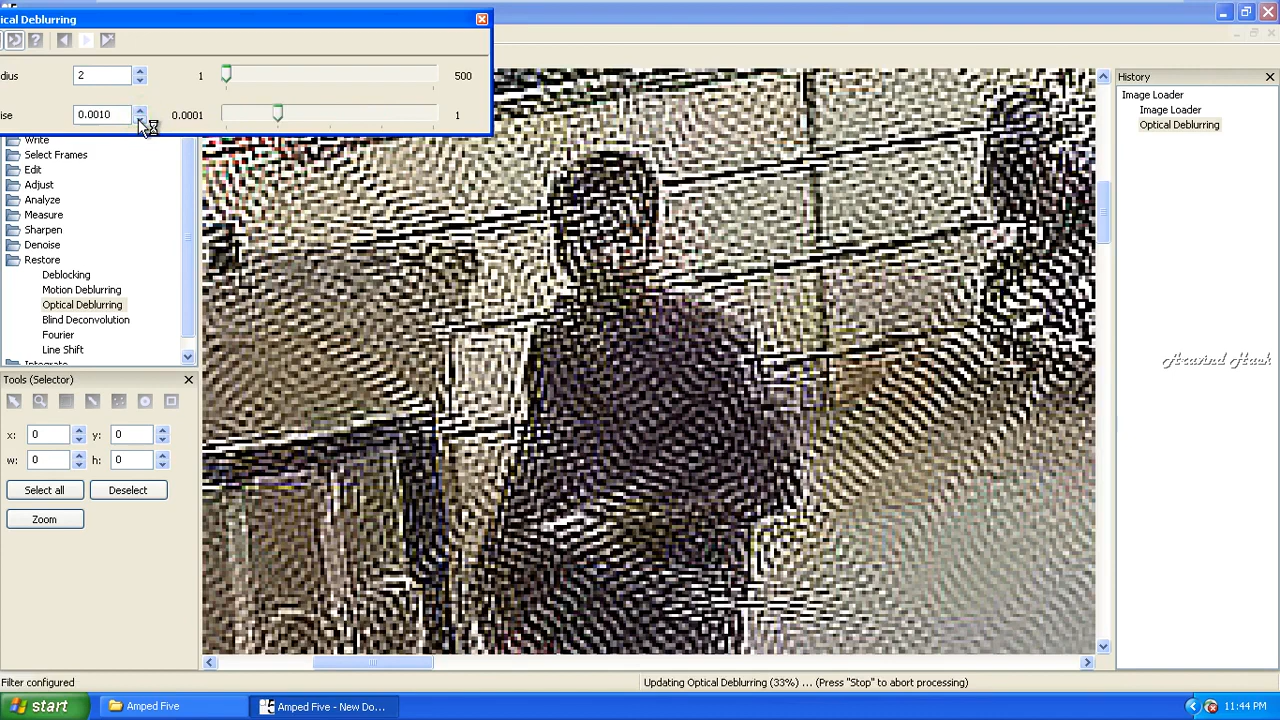 ical Deblurring
dius 2 1 500
ise 0.0010 0.0001 1
Write
Select Frames
Edit
Adjust
Analyze
Measure
Sharpen
Denoise
Restore
Deblocking
Motion Deblurring
Optical Deblurring
Blind Deconvolution
Fourier
Line Shift
Integrate
Tools (Selector)
x: 0 y: 0
w: 0 h: 0
Select all Deselect
Zoom
History
Image Loader
Image Loader
Optical Deblurring
Aravind Hask
Filter configured
Updating Optical Deblurring (33%) ... (Press "Stop" to abort processing)
start Amped Five Amped Five - New Do... 11:44 PM